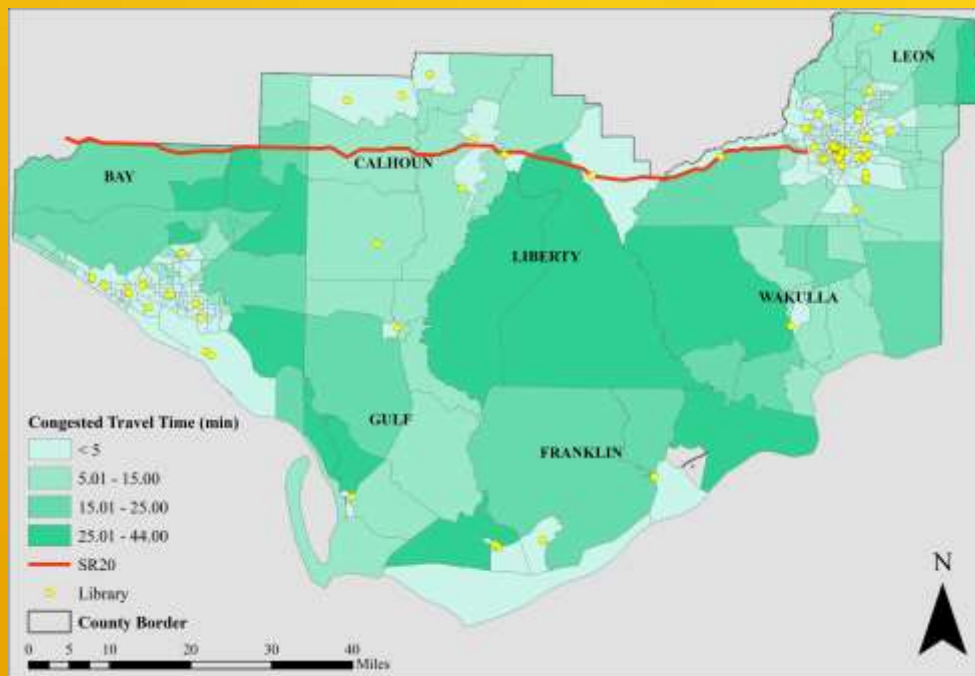 LEON
BAY
CALHOUN
LIBERTY
WAKULLA
GULF
FRANKLIN
Congested Travel Time (min)
< 5
5.01 - 15.00
15.01 - 25.00
25.01 - 44.00
SR20
Library
County Border
0 5 10 20 30 40
Miles
N